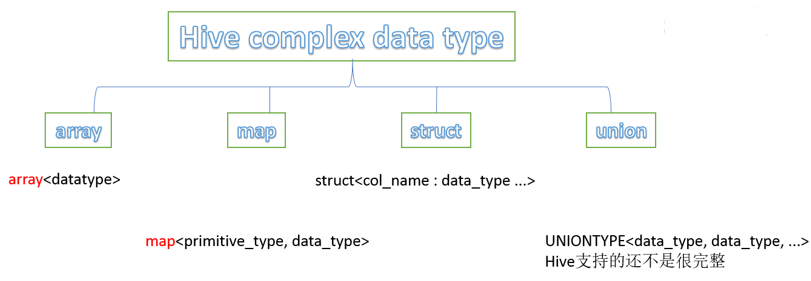 Hive complex data type
array
map
struct
union
array<datatype>
struct<col_name : data_type ...>
map<primitive_type, data_type>
UNIONTYPE<data_type, data_type, ...>
Hive支持的还不是很完整